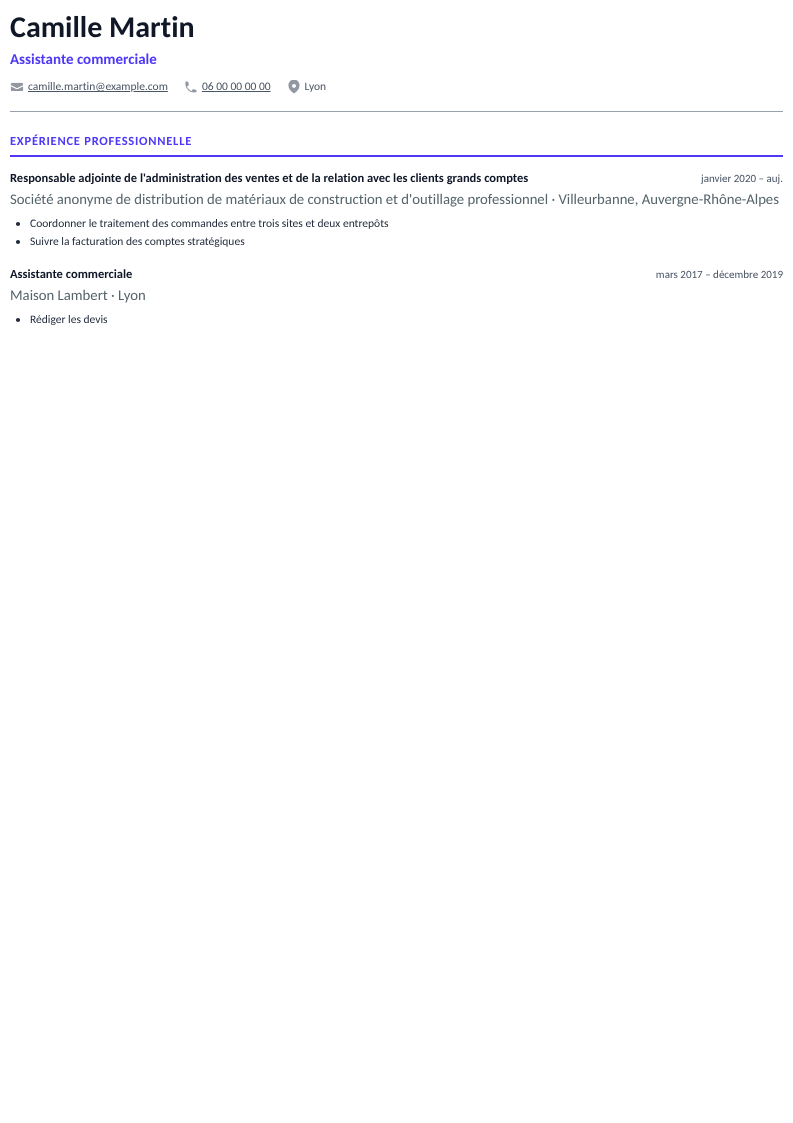 Camille Martin
Assistante commerciale
camille.martin@example.com 06 00 00 00 00 Lyon
EXPÉRIENCE PROFESSIONNELLE
Responsable adjointe de l'administration des ventes et de la relation avec les clients grands comptes janvier 2020 – auj.
Société anonyme de distribution de matériaux de construction et d'outillage professionnel · Villeurbanne, Auvergne-Rhône-Alpes
• Coordonner le traitement des commandes entre trois sites et deux entrepôts
• Suivre la facturation des comptes stratégiques
Assistante commerciale mars 2017 – décembre 2019
Maison Lambert · Lyon
• Rédiger les devis